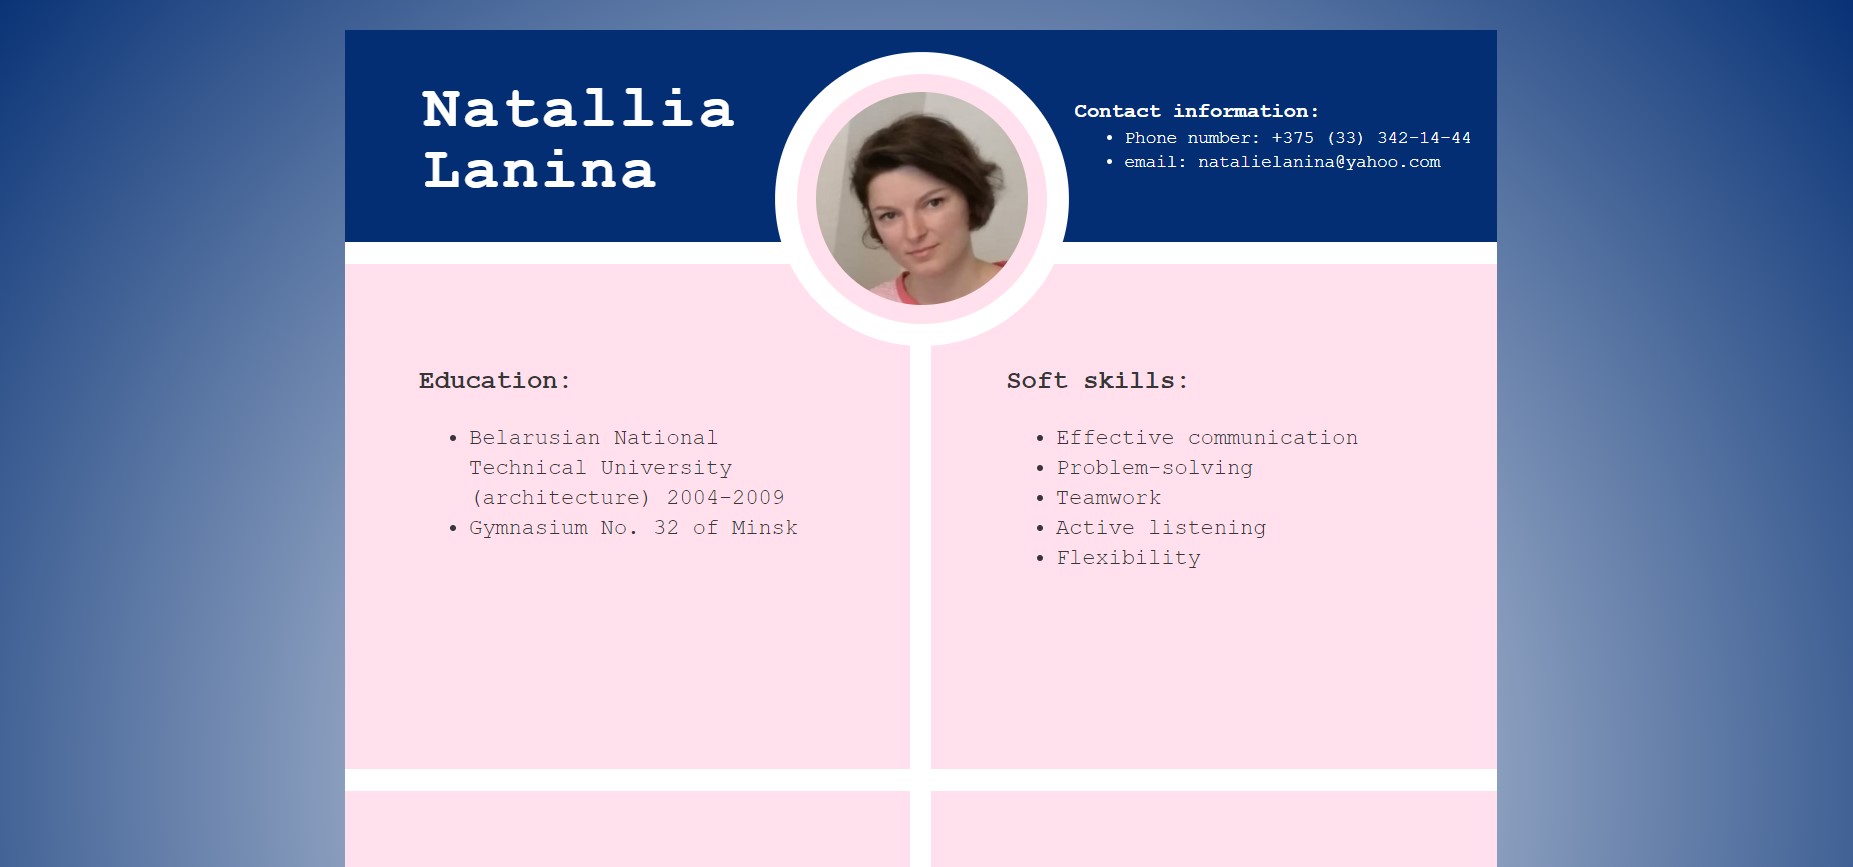 Natallia
Lanina
Contact information:
• Phone number: +375 (33) 342-14-44
• email: natalielanina@yahoo.com
Education:
• Belarusian National
Technical University
(architecture) 2004-2009
• Gymnasium No. 32 of Minsk
Soft skills:
• Effective communication
• Problem-solving
• Teamwork
• Active listening
• Flexibility